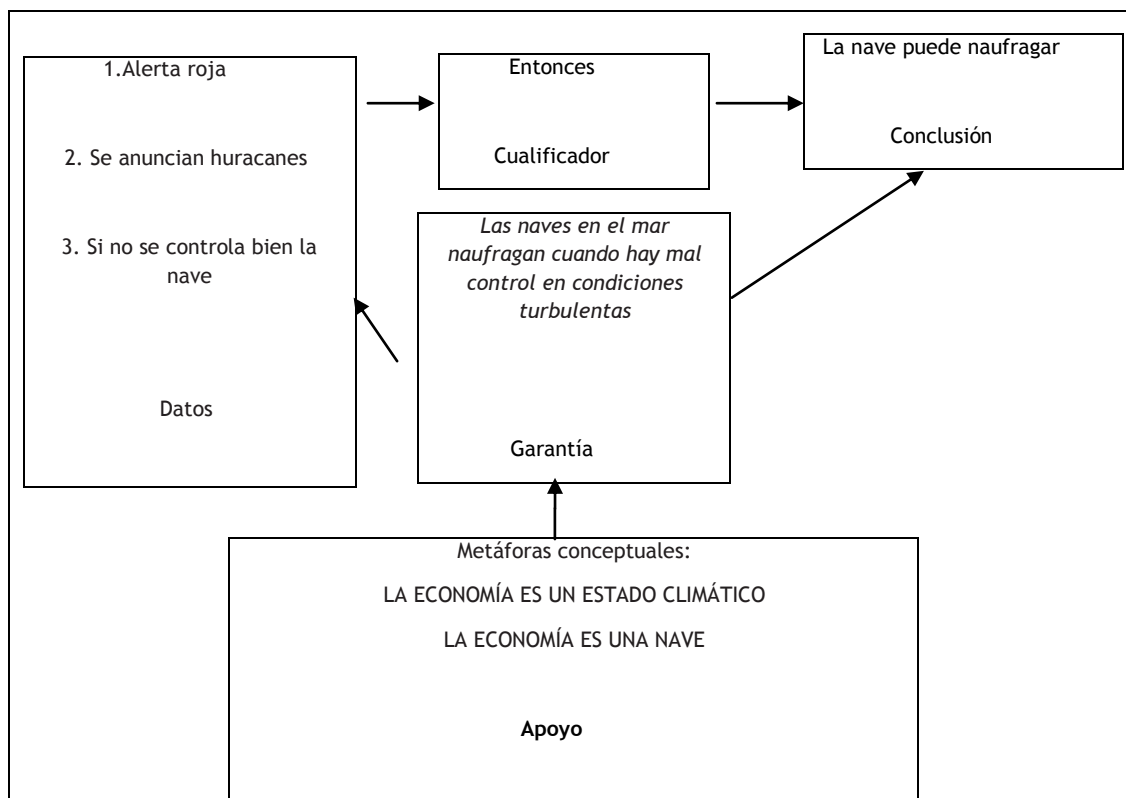 1.Alerta roja
2. Se anuncian huracanes
3. Si no se controla bien la
nave
Datos
Entonces
Cualificador
La nave puede naufragar
Conclusión
Las naves en el mar
naufragan cuando hay mal
control en condiciones
turbulentas
Garantía
Metáforas conceptuales:
LA ECONOMÍA ES UN ESTADO CLIMÁTICO
LA ECONOMÍA ES UNA NAVE
Apoyo